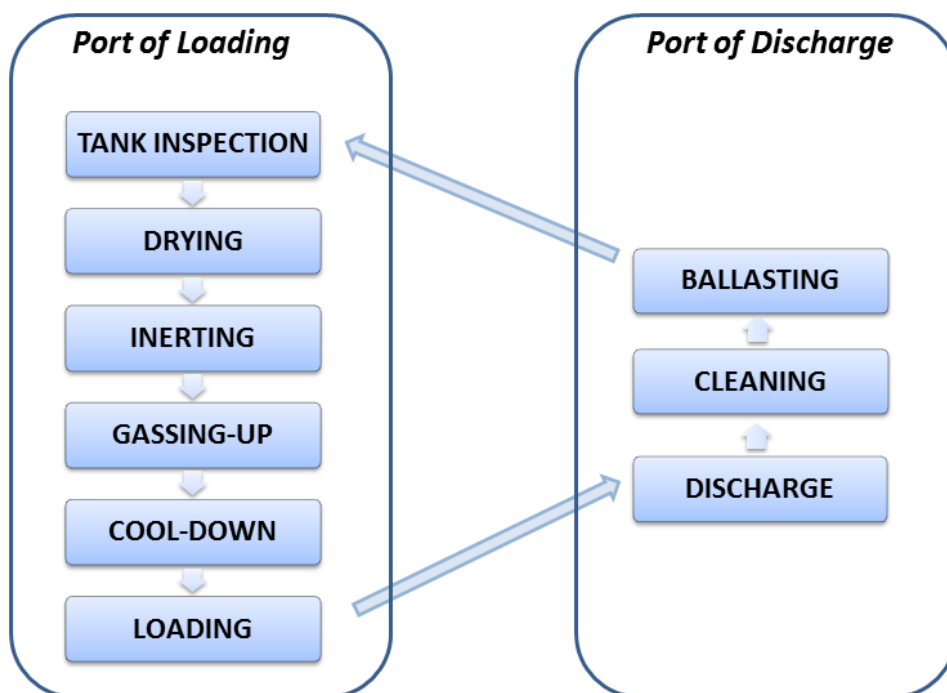 Port of Loading
TANK INSPECTION
DRYING
INERTING
GASSING-UP
COOL-DOWN
LOADING
Port of Discharge
BALLASTING
CLEANING
DISCHARGE